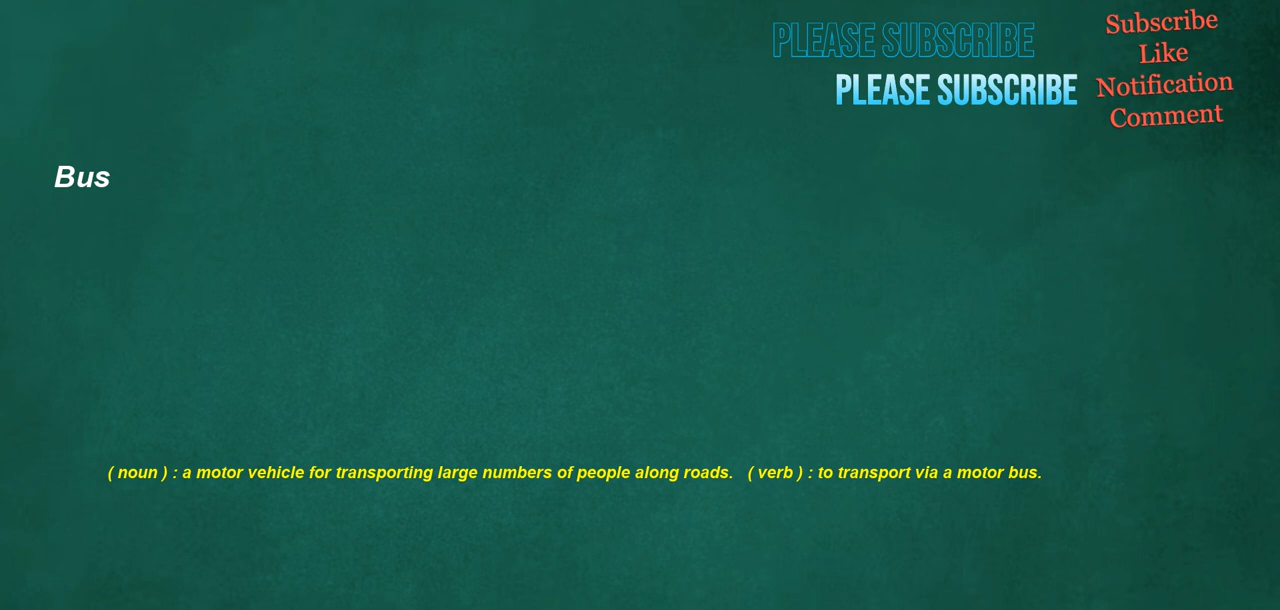 PLEASE SUBSCRIBE
PLEASE SUBSCRIBE
Subscribe
Like
Notification
Comment
Bus
( noun ) : a motor vehicle for transporting large numbers of people along roads.   ( verb ) : to transport via a motor bus.